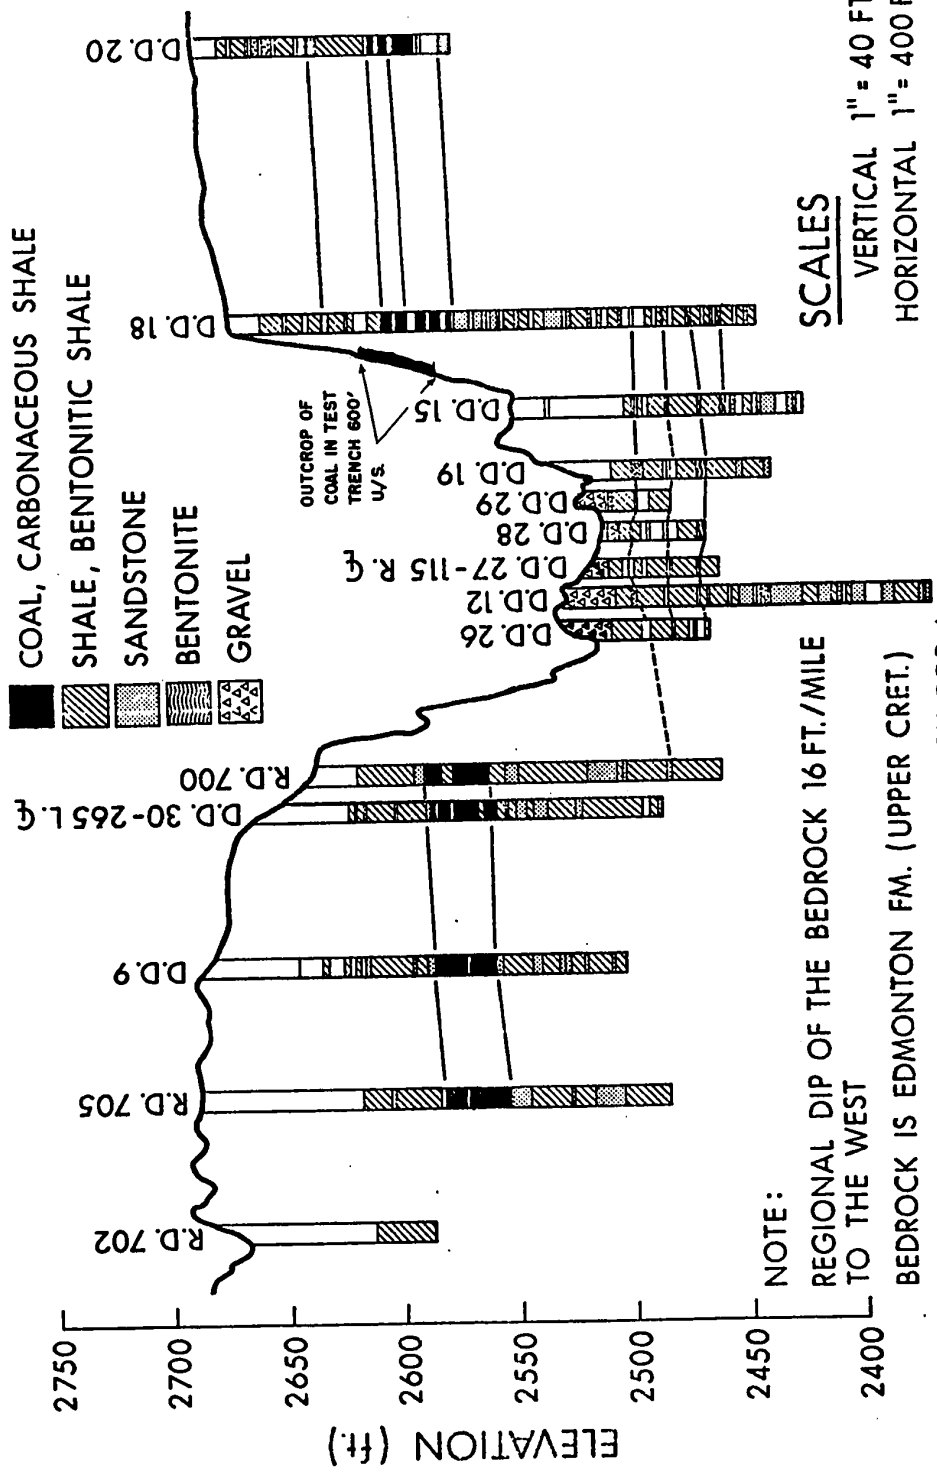 COAL, CARBONACEOUS SHALE
SHALE, BENTONITIC SHALE
SANDSTONE
BENTONITE
GRAVEL
R.D. 702
R.D. 705
D.D. 9
D.D. 30-265 L. ℄
R.D. 700
D.D. 26
D.D. 12
D.D. 27-115 R. ℄
D.D. 28
D.D. 29
D.D. 19
D.D. 15
D.D. 18
D.D. 20
OUTCROP OF
COAL IN TEST
TRENCH 600'
U/S.
ELEVATION (ft.)
2750
2700
2650
2600
2550
2500
2450
2400
NOTE:
REGIONAL DIP OF THE BEDROCK 16 FT./MILE
TO THE WEST
BEDROCK IS EDMONTON FM. (UPPER CRET.)
SCALES
VERTICAL 1" = 40 FT
HORIZONTAL 1" = 400 F